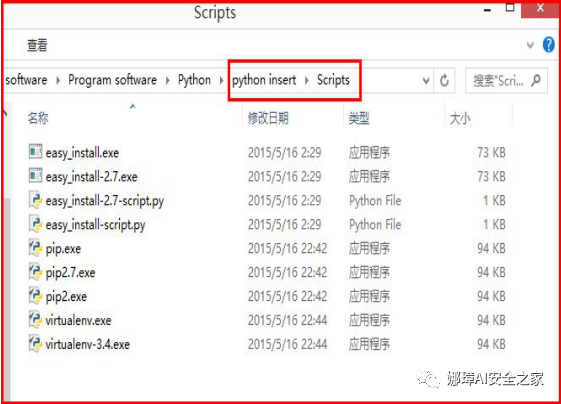 Scripts
查看
software Program software Python python insert Scripts 搜索"Scri...
名称 修改日期 类型 大小
easy_install.exe 2015/5/16 2:29 应用程序 73 KB
easy_install-2.7.exe 2015/5/16 2:29 应用程序 73 KB
easy_install-2.7-script.py 2015/5/16 2:29 Python File 1 KB
easy_install-script.py 2015/5/16 2:29 Python File 1 KB
pip.exe 2015/5/16 22:42 应用程序 94 KB
pip2.7.exe 2015/5/16 22:42 应用程序 94 KB
pip2.exe 2015/5/16 22:42 应用程序 94 KB
virtualenv.exe 2015/5/16 22:44 应用程序 94 KB
virtualenv-3.4.exe 2015/5/16 22:44 应用程序 94 KB
娜璋AI安全之家